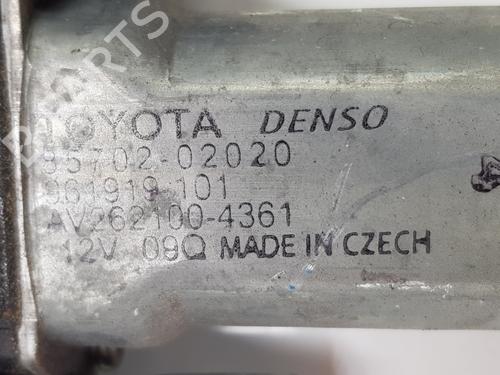 TOYOTA DENSO
85702-02020
961919-101
AV262100-4361
12V 09Q MADE IN CZECH